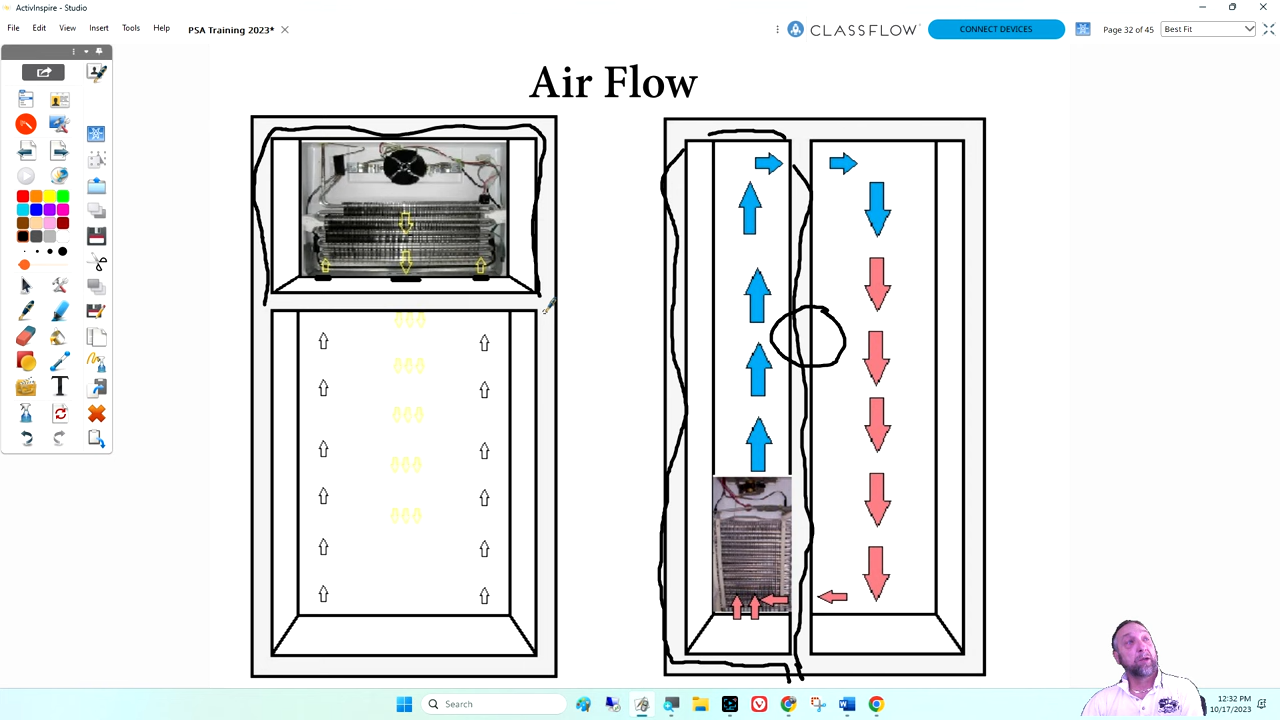 ActivInspire - Studio
File Edit View Insert Tools Help PSA Training 2023*
CLASSFLOW
CONNECT DEVICES
Page 32 of 45
Best Fit
Air Flow
T
Search
12:32 PM
10/17/2023